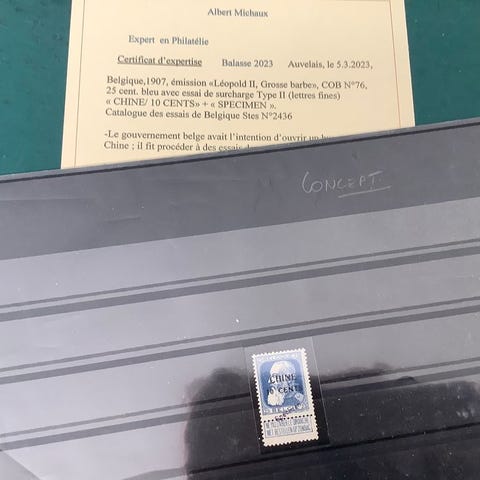 Albert Michaux
Expert en Philatélie
Certificat d'expertise Balasse 2023 Auvelais, le 5.3.2023,
Belgique,1907, émission «Léopold II, Grosse barbe», COB N°76,
25 cent. bleu avec essai de surcharge Type II (lettres fines)
« CHINE/ 10 CENTS» + « SPECIMEN ».
Catalogue des essais de Belgique Stes N°2436
-Le gouvernement belge avait l'intention d'ouvrir un
Chine ; il fit procéder à des essais
CONCEPT
CHINE
10 CENTS